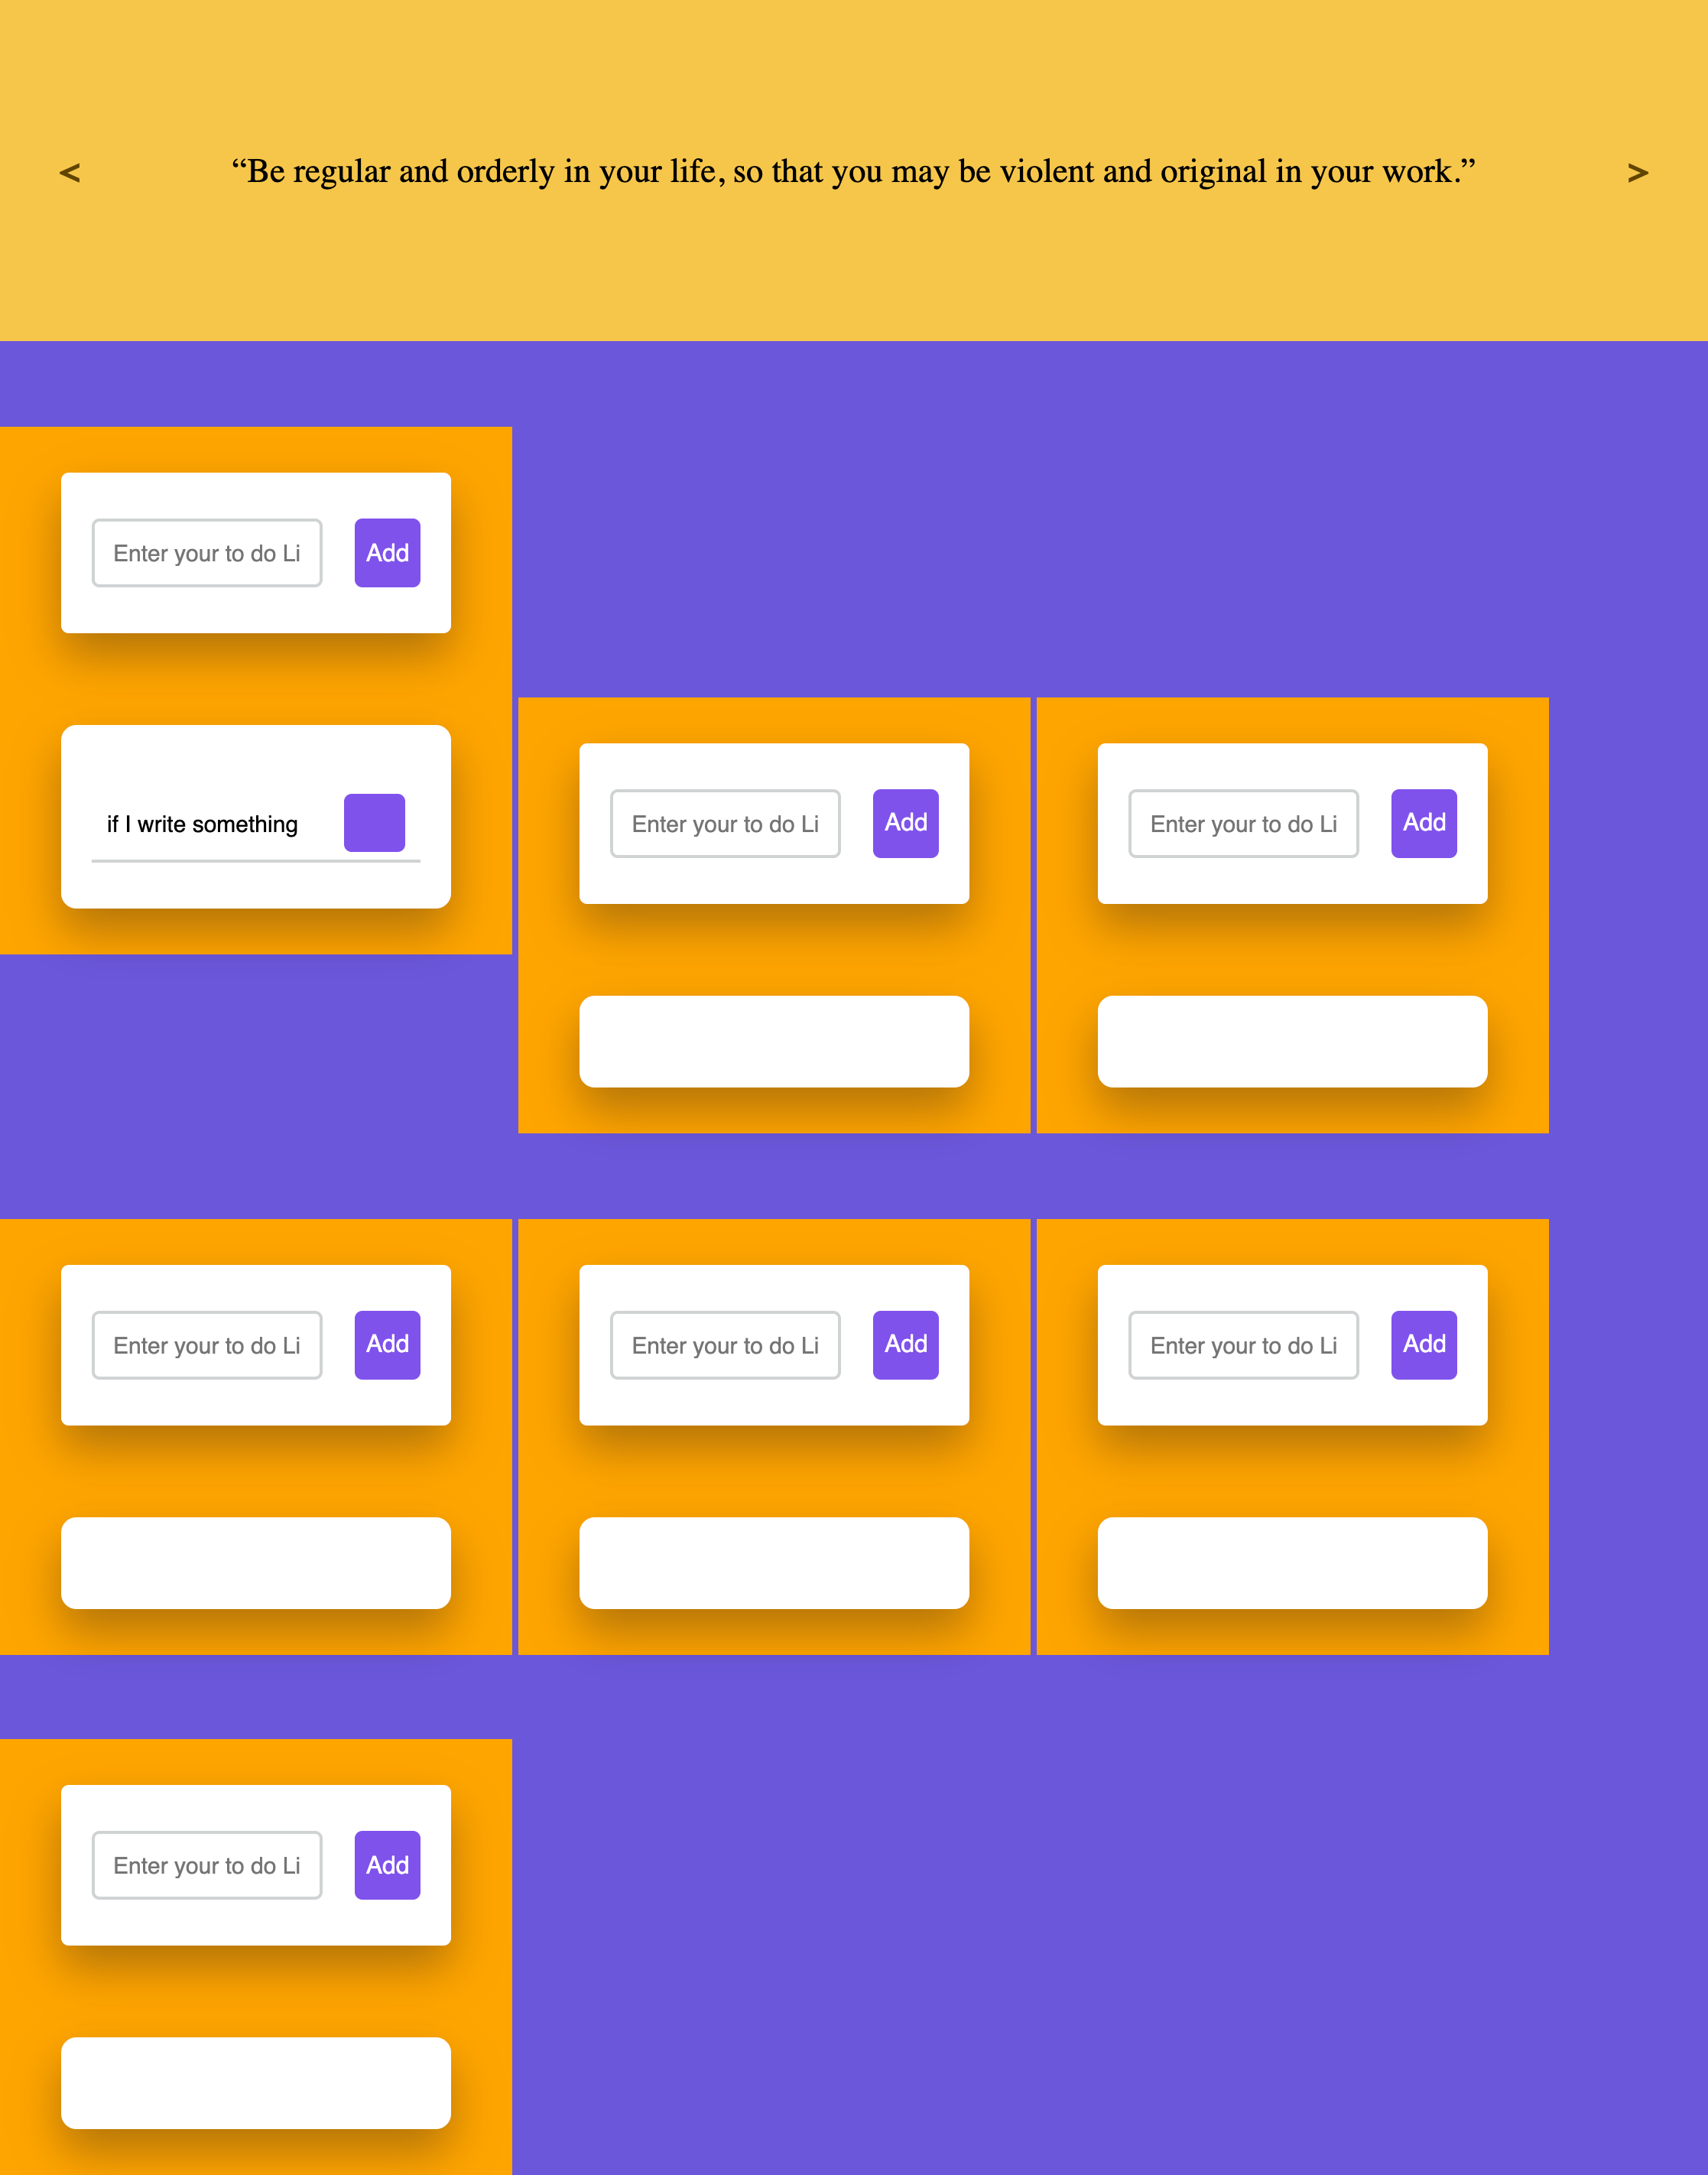 <
“Be regular and orderly in your life, so that you may be violent and original in your work.”
>
Enter your to do Li
Add
if I write something
Enter your to do Li
Add
Enter your to do Li
Add
Enter your to do Li
Add
Enter your to do Li
Add
Enter your to do Li
Add
Enter your to do Li
Add